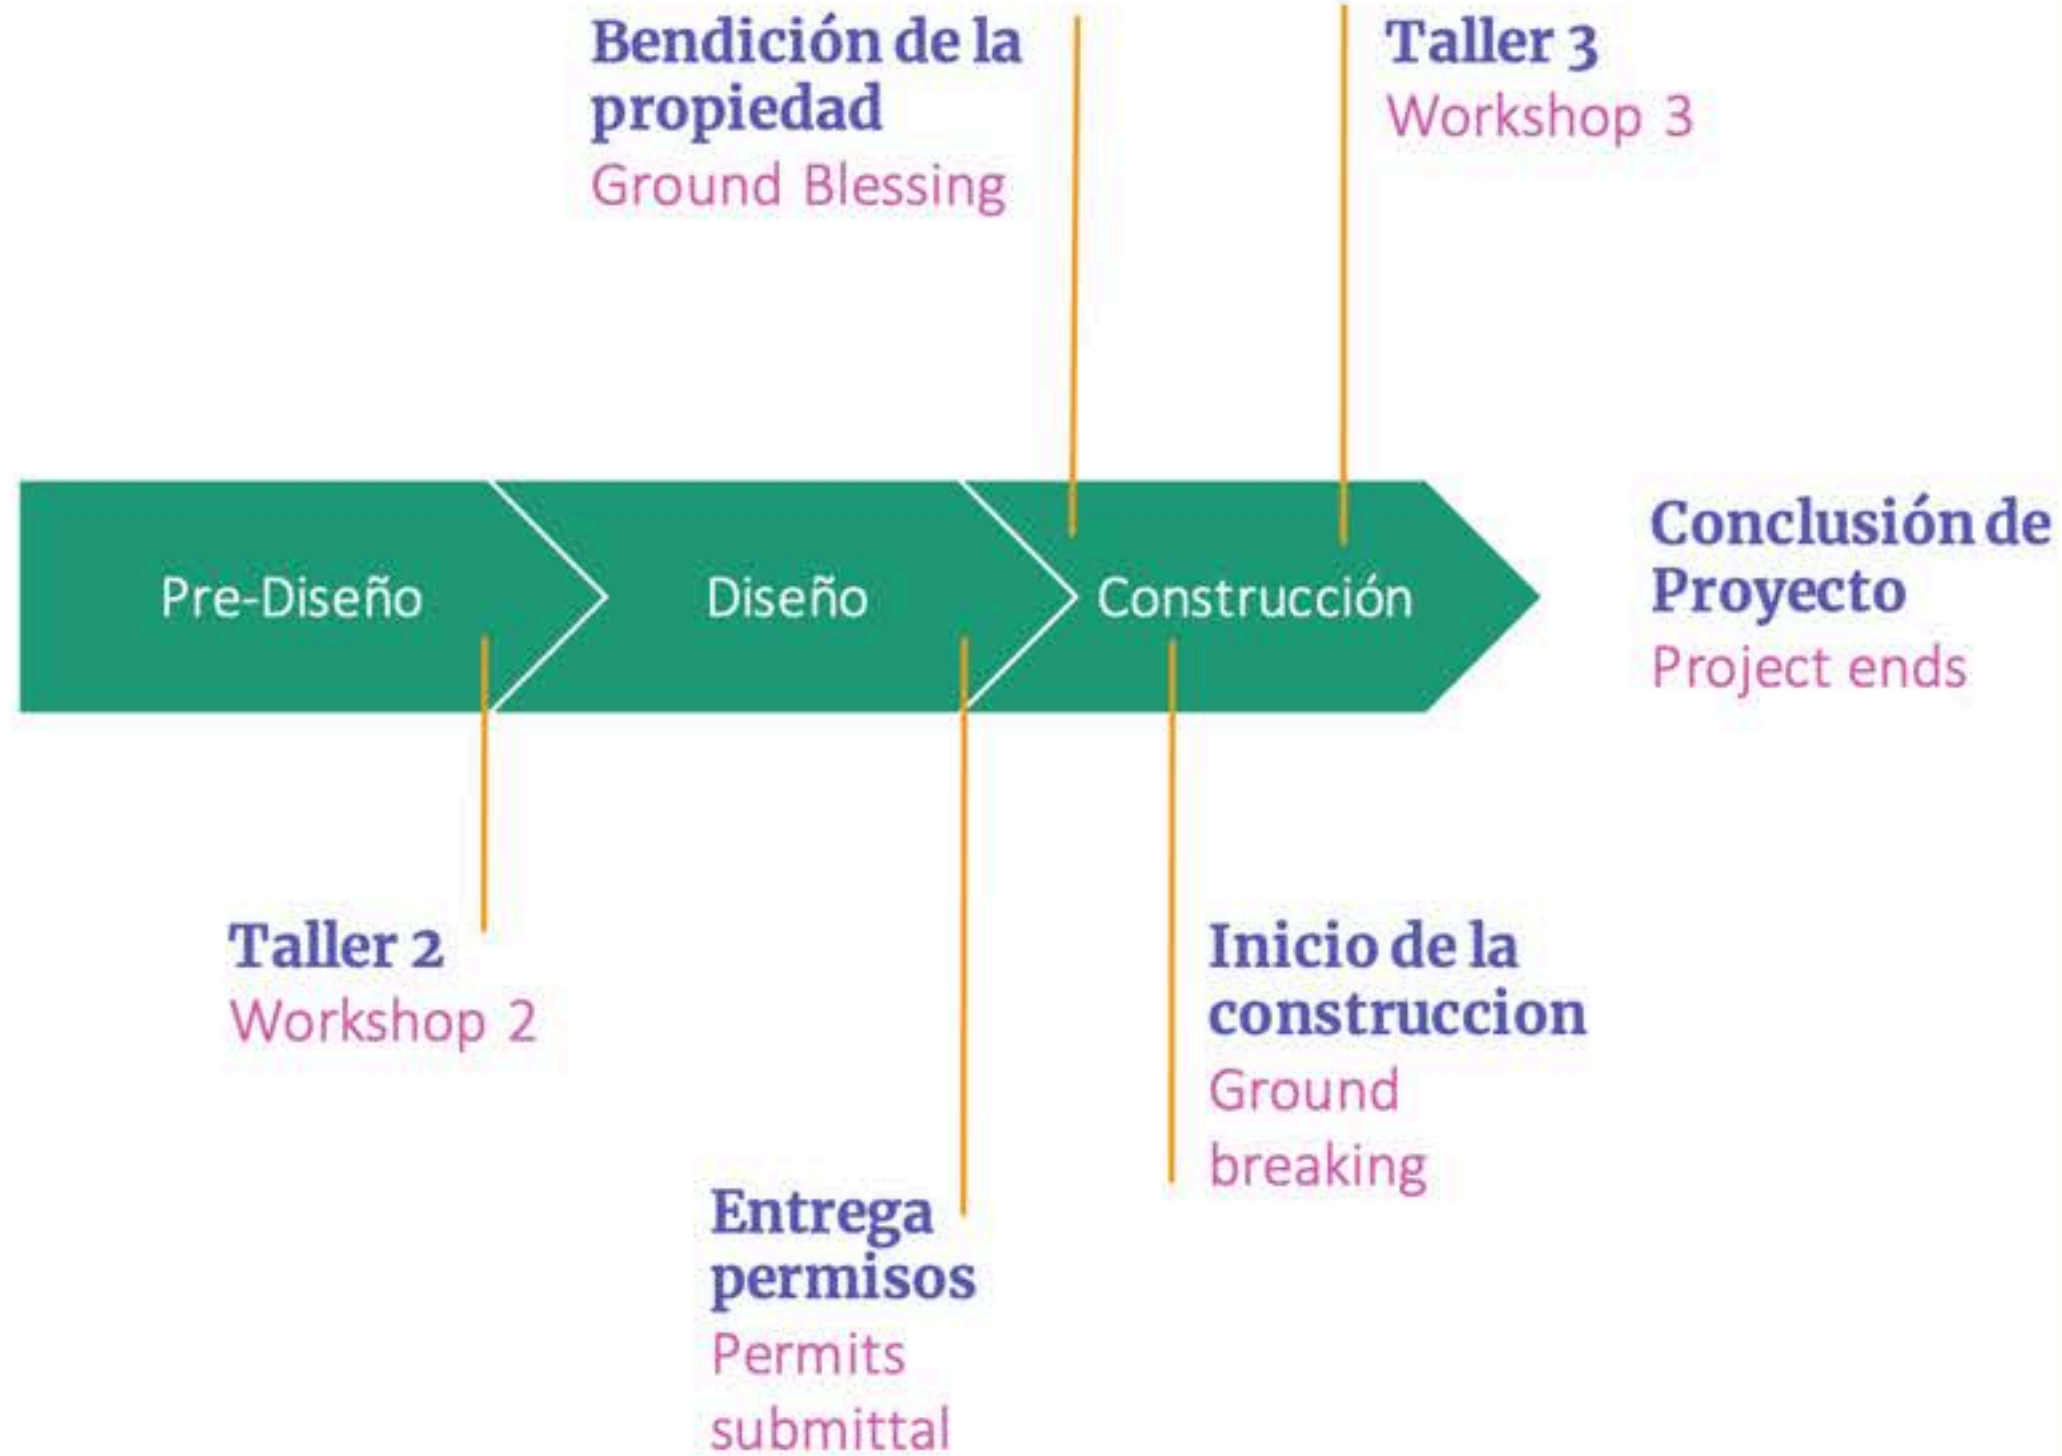 Bendición de la
propiedad
Ground Blessing
Taller 3
Workshop 3
Pre-Diseño
Diseño
Construcción
Conclusión de
Proyecto
Project ends
Taller 2
Workshop 2
Inicio de la
construccion
Ground
breaking
Entrega
permisos
Permits
submittal